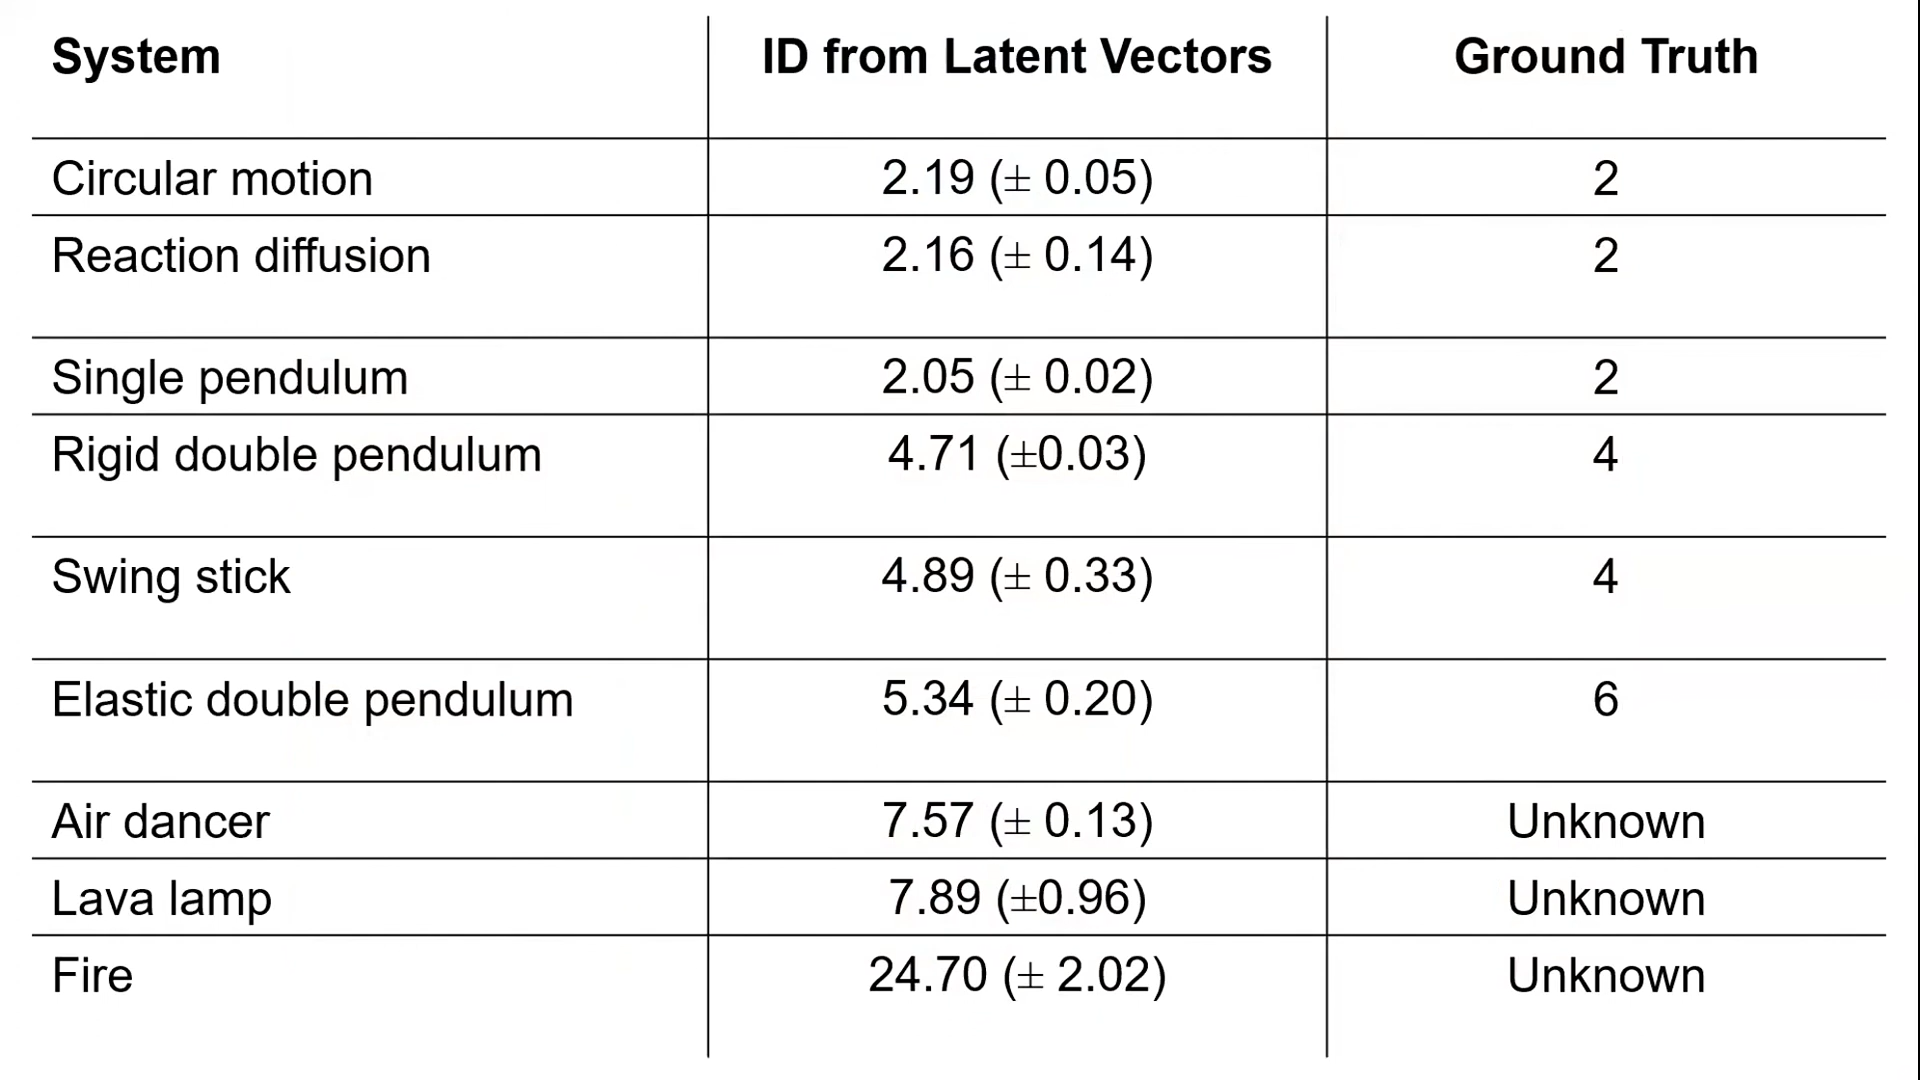 System ID from Latent Vectors Ground Truth
Circular motion 2.19 (± 0.05) 2
Reaction diffusion 2.16 (± 0.14) 2
Single pendulum 2.05 (± 0.02) 2
Rigid double pendulum 4.71 (±0.03) 4
Swing stick 4.89 (± 0.33) 4
Elastic double pendulum 5.34 (± 0.20) 6
Air dancer 7.57 (± 0.13) Unknown
Lava lamp 7.89 (±0.96) Unknown
Fire 24.70 (± 2.02) Unknown